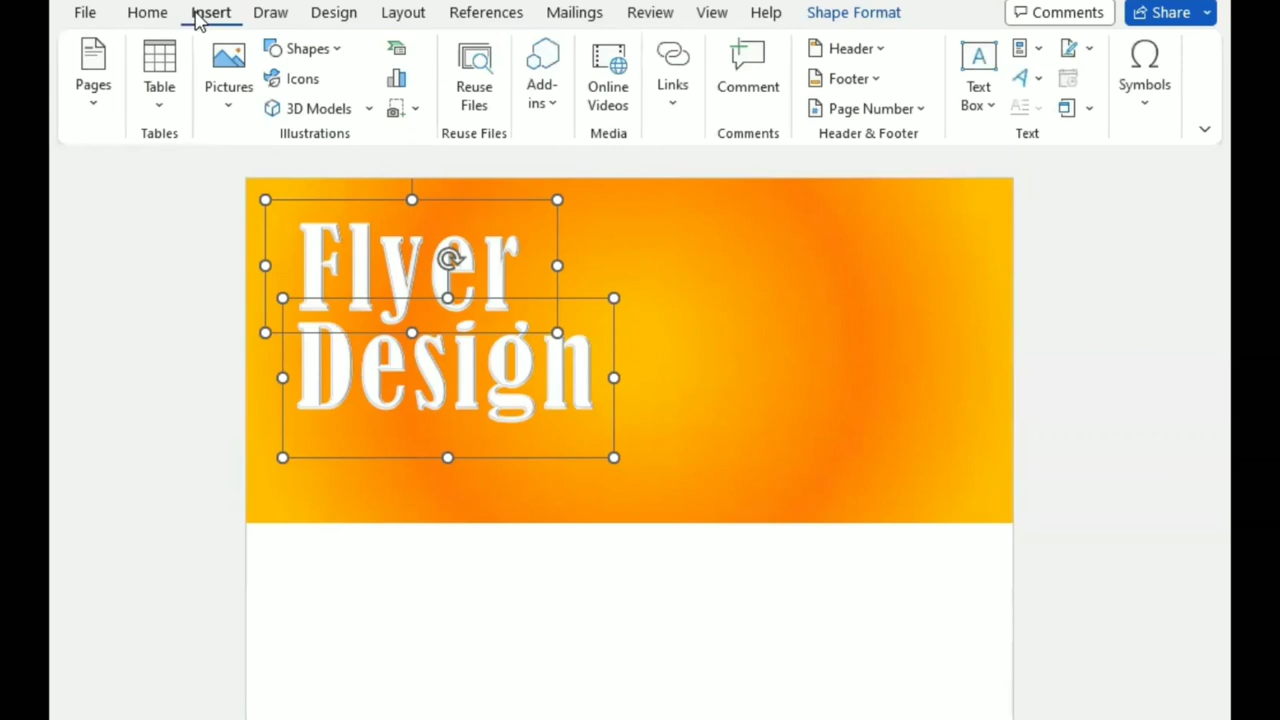 File Home Insert Draw Design Layout References Mailings Review View Help Shape Format Comments Share
Pages Table Pictures Shapes Icons 3D Models Reuse Files Add-ins Online Videos Links Comment Header Footer Page Number A Text Box A Ω Symbols
Tables Illustrations Reuse Files Media Comments Header & Footer Text
Flyer
Design